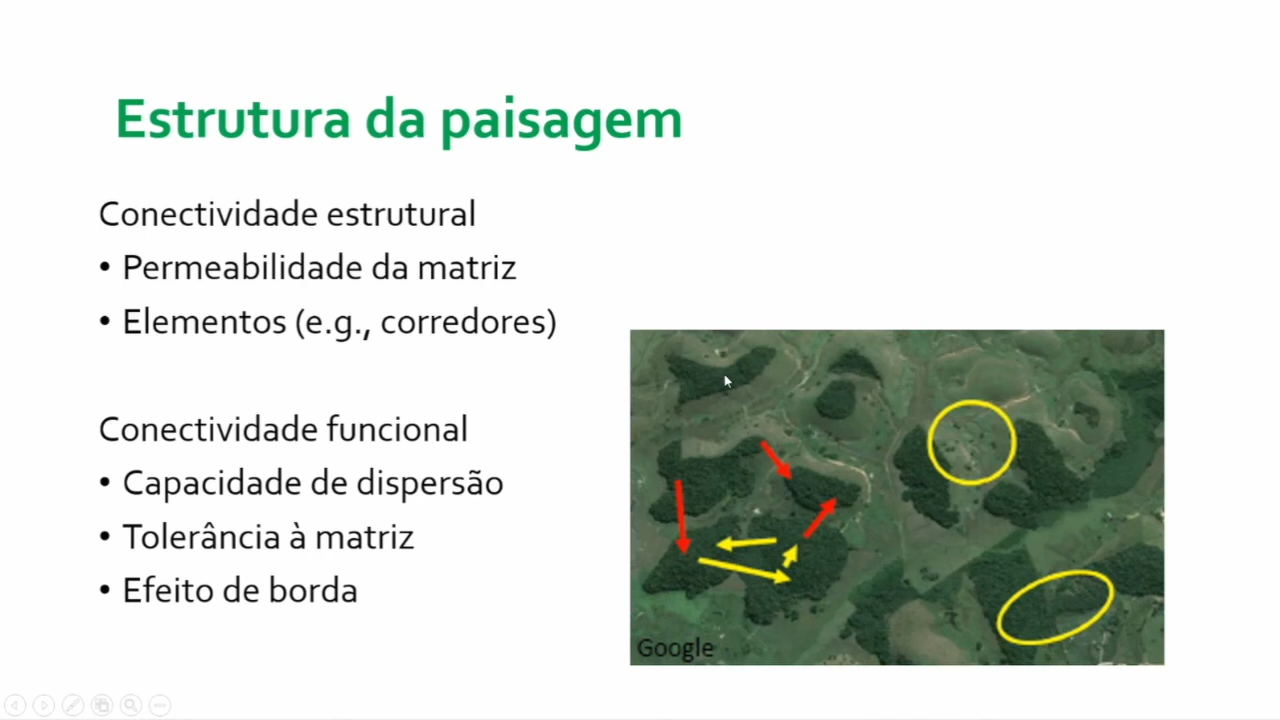 Estrutura da paisagem
Conectividade estrutural
• Permeabilidade da matriz
• Elementos (e.g., corredores)
Conectividade funcional
• Capacidade de dispersão
• Tolerância à matriz
• Efeito de borda
Google